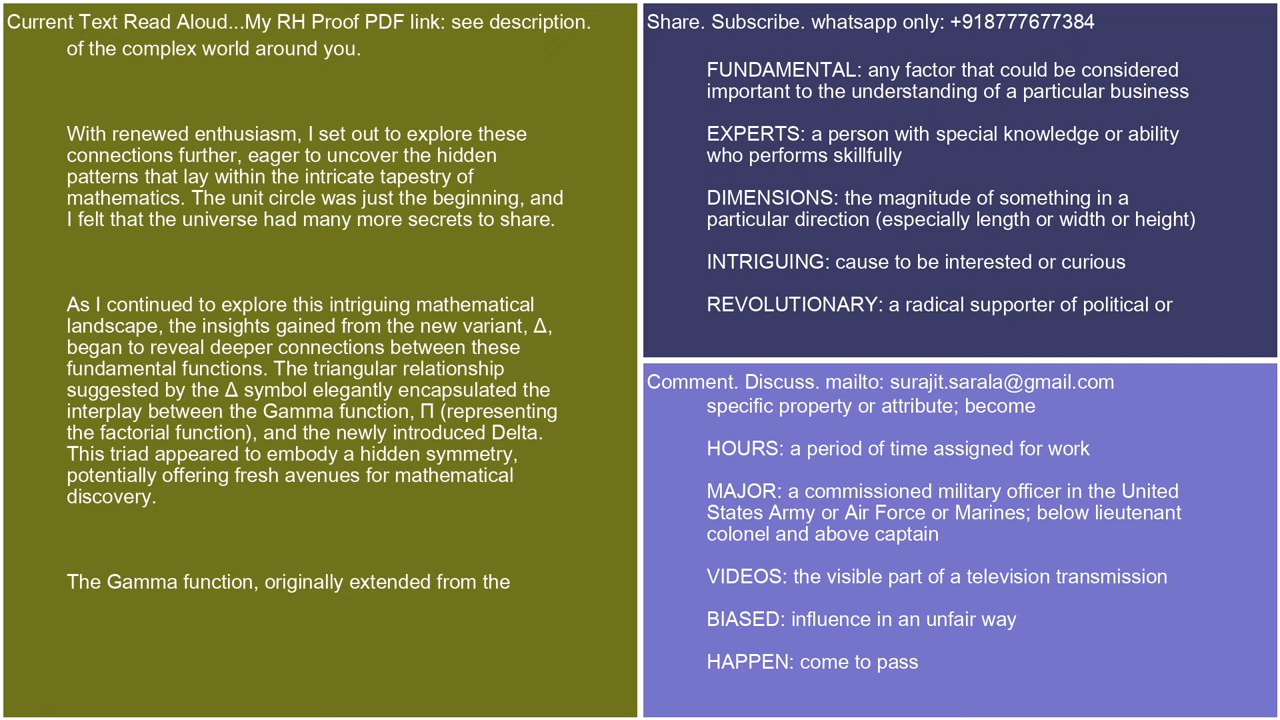 Current Text Read Aloud...My RH Proof PDF link: see description.
of the complex world around you.
With renewed enthusiasm, I set out to explore these
connections further, eager to uncover the hidden
patterns that lay within the intricate tapestry of
mathematics. The unit circle was just the beginning, and
I felt that the universe had many more secrets to share.
As I continued to explore this intriguing mathematical
landscape, the insights gained from the new variant, Δ,
began to reveal deeper connections between these
fundamental functions. The triangular relationship
suggested by the Δ symbol elegantly encapsulated the
interplay between the Gamma function, Π (representing
the factorial function), and the newly introduced Delta.
This triad appeared to embody a hidden symmetry,
potentially offering fresh avenues for mathematical
discovery.
The Gamma function, originally extended from the
Share. Subscribe. whatsapp only: +918777677384
FUNDAMENTAL: any factor that could be considered
important to the understanding of a particular business
EXPERTS: a person with special knowledge or ability
who performs skillfully
DIMENSIONS: the magnitude of something in a
particular direction (especially length or width or height)
INTRIGUING: cause to be interested or curious
REVOLUTIONARY: a radical supporter of political or
Comment. Discuss. mailto: surajit.sarala@gmail.com
specific property or attribute; become
HOURS: a period of time assigned for work
MAJOR: a commissioned military officer in the United
States Army or Air Force or Marines; below lieutenant
colonel and above captain
VIDEOS: the visible part of a television transmission
BIASED: influence in an unfair way
HAPPEN: come to pass